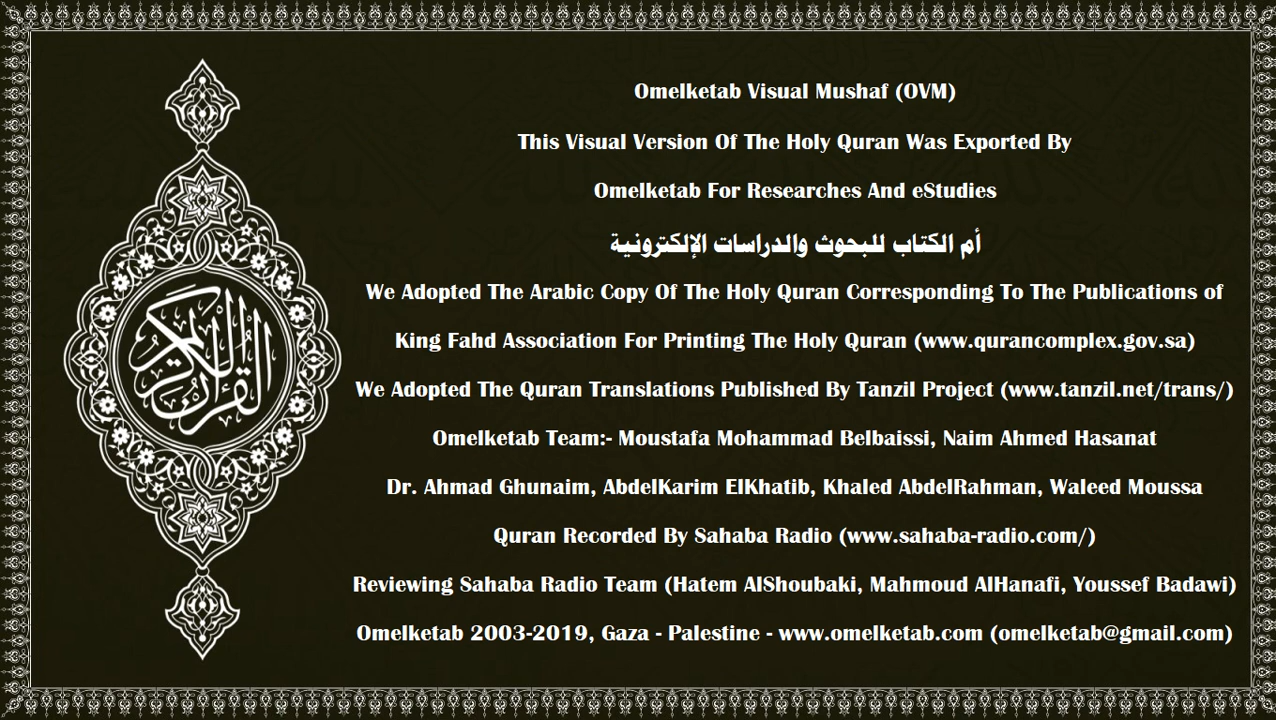 القرآن الكريم
Omelketab Visual Mushaf (OVM)
This Visual Version Of The Holy Quran Was Exported By
Omelketab For Researches And eStudies
أم الكتاب للبحوث والدراسات الإلكترونية
We Adopted The Arabic Copy Of The Holy Quran Corresponding To The Publications of
King Fahd Association For Printing The Holy Quran (www.qurancomplex.gov.sa)
We Adopted The Quran Translations Published By Tanzil Project (www.tanzil.net/trans/)
Omelketab Team:- Moustafa Mohammad Belbaissi, Naim Ahmed Hasanat
Dr. Ahmad Ghunaim, AbdelKarim ElKhatib, Khaled AbdelRahman, Waleed Moussa
Quran Recorded By Sahaba Radio (www.sahaba-radio.com/)
Reviewing Sahaba Radio Team (Hatem AlShoubaki, Mahmoud AlHanafi, Youssef Badawi)
Omelketab 2003-2019, Gaza - Palestine - www.omelketab.com (omelketab@gmail.com)